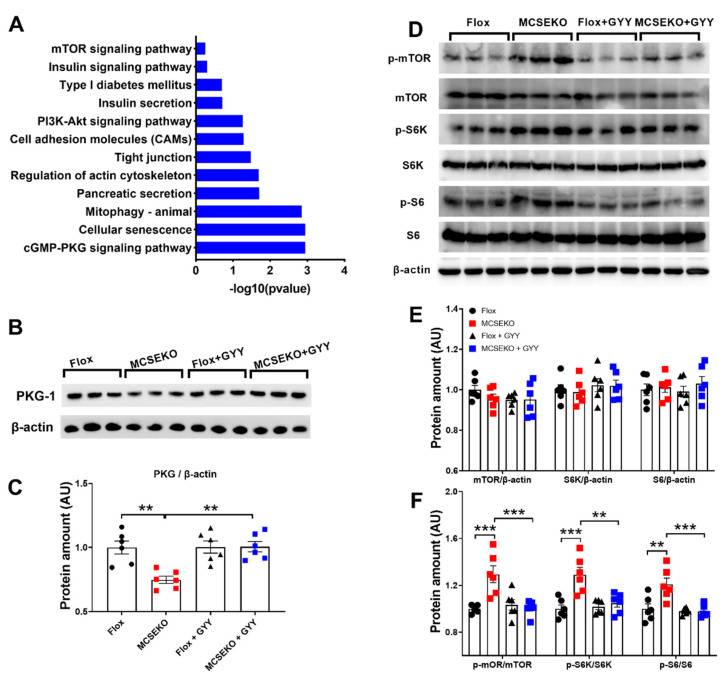 A
mTOR signaling pathway
Insulin signaling pathway
Type I diabetes mellitus
Insulin secretion
PI3K-Akt signaling pathway
Cell adhesion molecules (CAMs)
Tight junction
Regulation of actin cytoskeleton
Pancreatic secretion
Mitophagy - animal
Cellular senescence
cGMP-PKG signaling pathway
0 1 2 3 4
-log10(pvalue)
B
Flox MCSEKO Flox+GYY MCSEKO+GYY
PKG-1
β-actin
C
PKG / β-actin
Protein amount (AU)
1.5
1.0
0.5
** **
Flox
MCSEKO
Flox + GYY
MCSEKO + GYY
D
Flox MCSEKO Flox+GYY MCSEKO+GYY
p-mTOR
mTOR
p-S6K
S6K
p-S6
S6
β-actin
E
Protein amount (AU)
1.4
1.2
1.0
0.8
0.6
Flox
MCSEKO
Flox + GYY
MCSEKO + GYY
mTOR/β-actin S6K/β-actin S6/β-actin
F
Protein amount (AU)
2.0
1.6
1.2
0.8
*** *** *** ** ** ***
p-mOR/mTOR p-S6K/S6K p-S6/S6